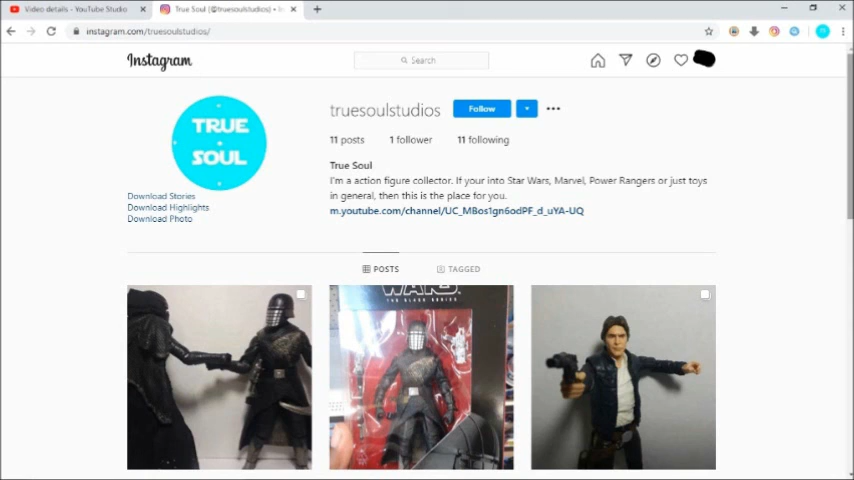 Video details - YouTube Studio
True Soul (@truesoulstudios) • In
instagram.com/truesoulstudios/
Instagram
Search
TRUE
SOUL
truesoulstudios
Follow
11 posts
1 follower
11 following
True Soul
I'm a action figure collector. If your into Star Wars, Marvel, Power Rangers or just toys
in general, then this is the place for you.
m.youtube.com/channel/UC_MBos1gn6odPF_d_uYA-UQ
Download Stories
Download Highlights
Download Photo
POSTS
TAGGED
WARS
THE BLACK SERIES